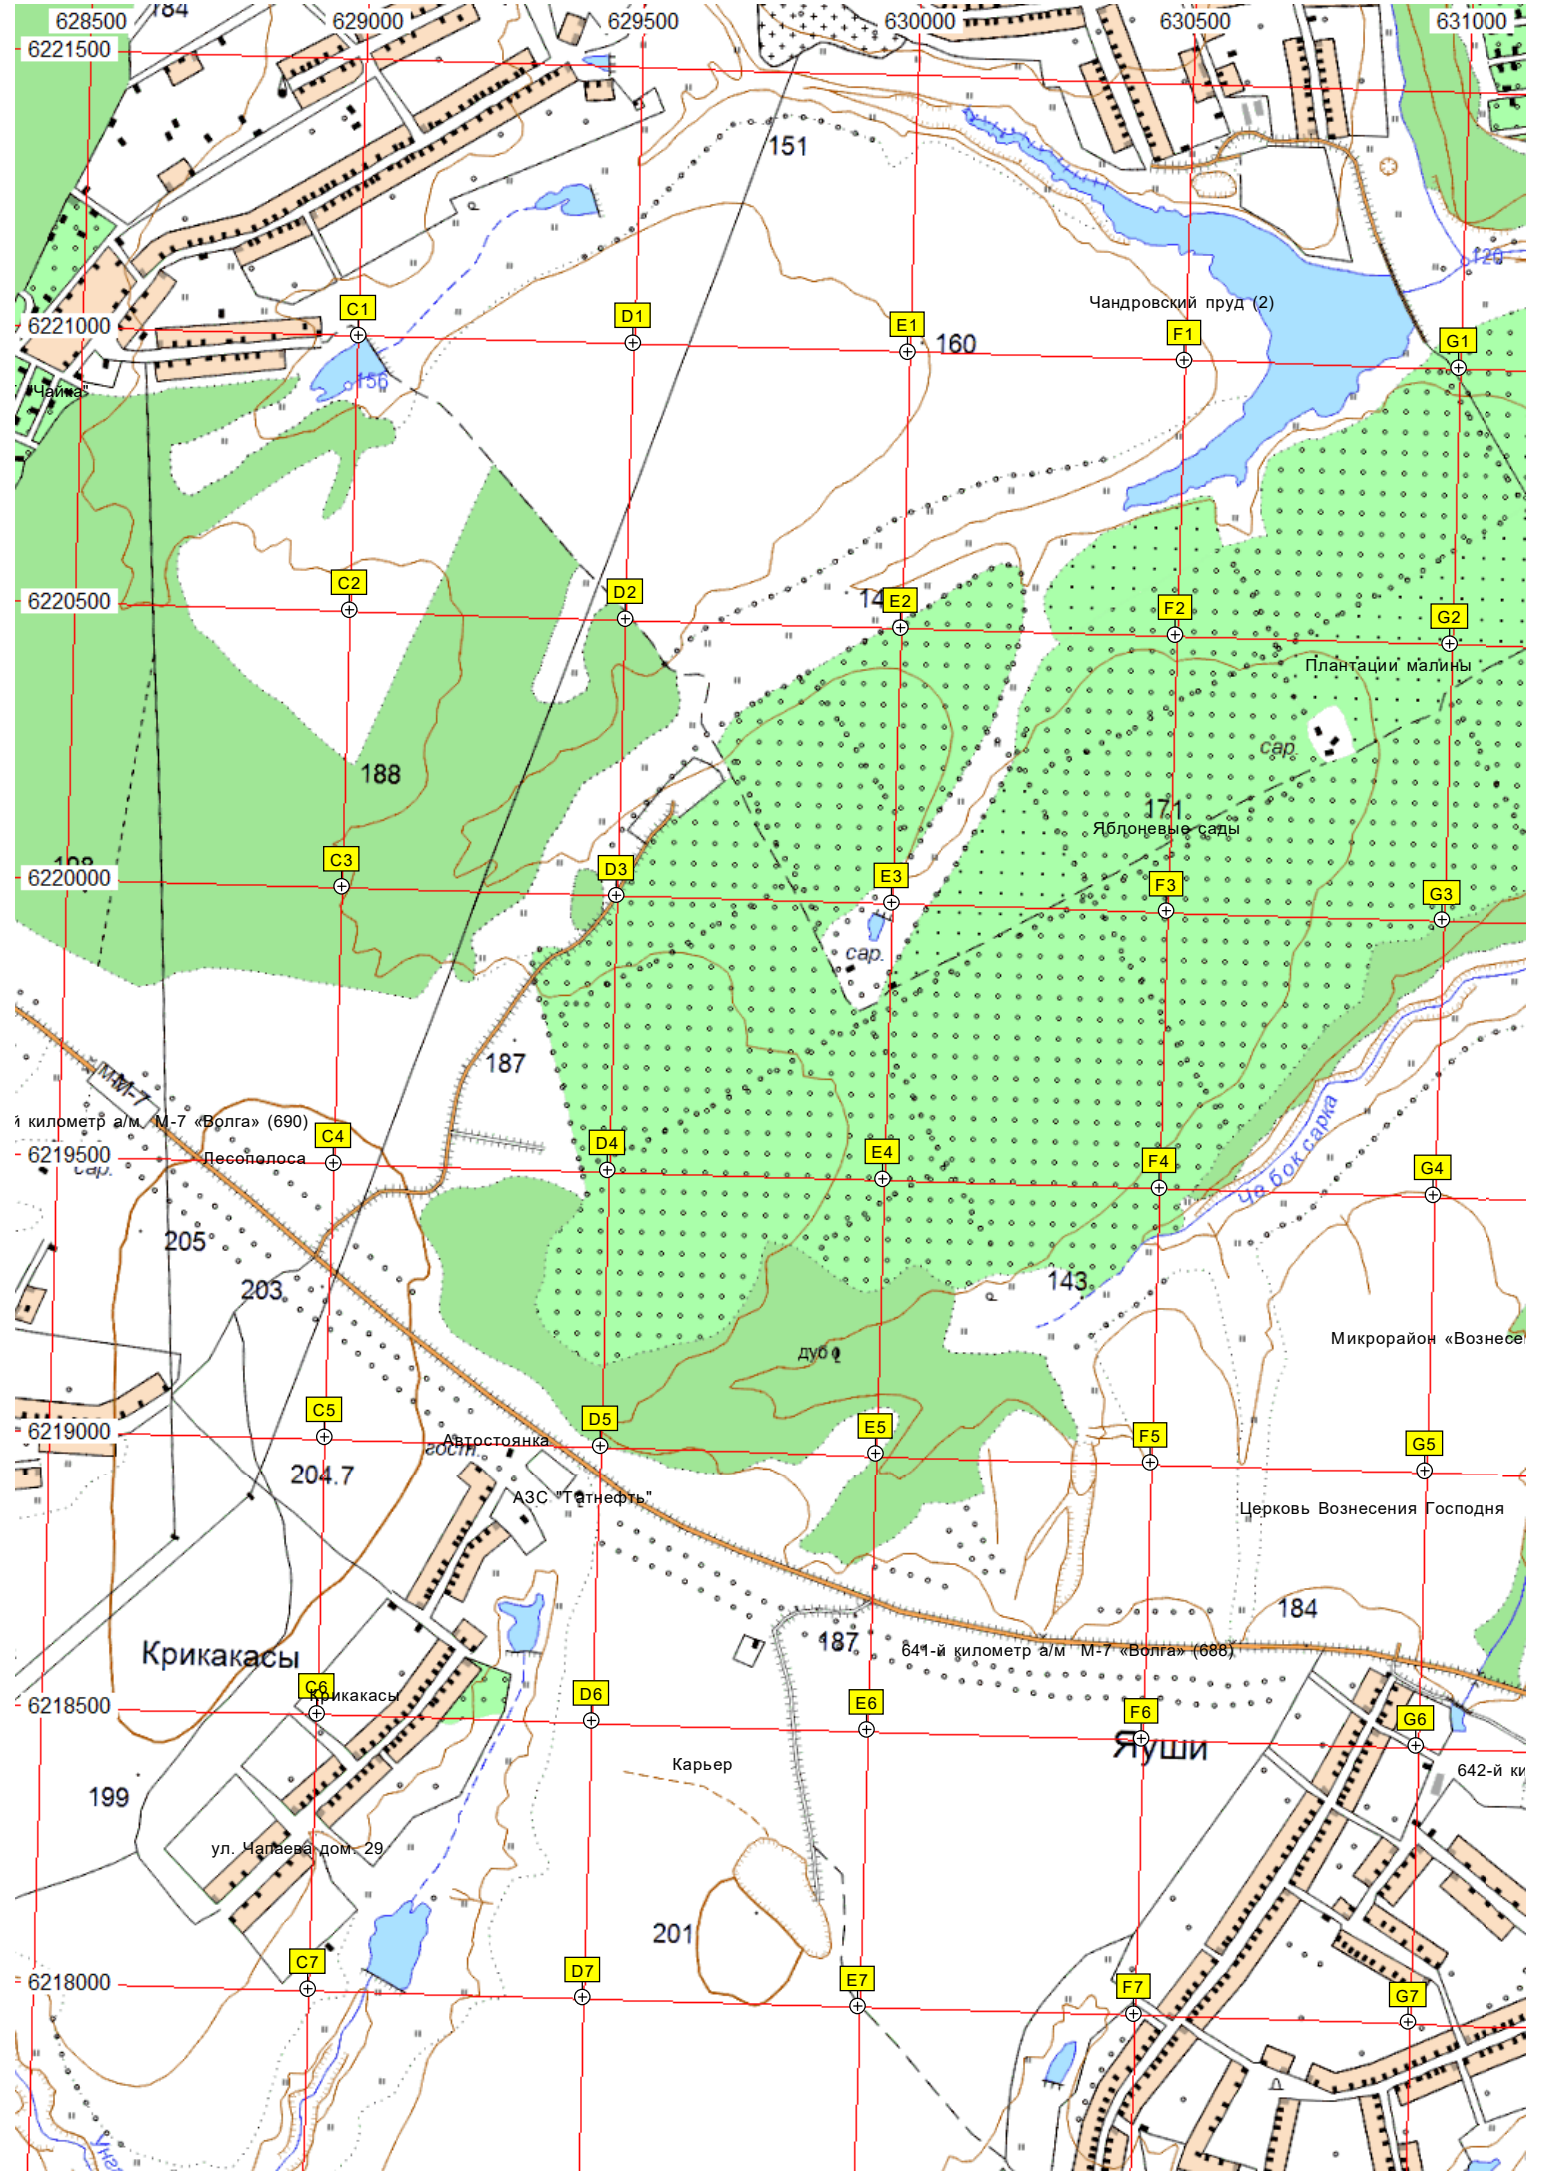 184
628500 629000 629500 630000 630500 631000
6221500
151
120
Чандровский пруд (2)
C1 D1 E1 F1 G1
6221000
160
156
"Чайка"
C2 D2 E2 F2 G2
6220500
14
Плантации малины
сар.
188
171
Яблоневые сады
198
C3 D3 E3 F3 G3
6220000
сар.
187
М-7
й километр а/м М-7 «Волга» (690)
Чебоксарка
C4 D4 E4 F4 G4
6219500
Лесополоса
сар.
205
203
143
Микрорайон «Вознесе
дуб
C5 D5 E5 F5 G5
6219000
Автостоянка
гост.
204.7
АЗС "Татнефть"
Церковь Вознесения Господня
184
187
641-й километр а/м М-7 «Волга» (688)
Крикакасы
C6 D6 E6 F6 G6
Крикакасы
6218500
Яуши
Карьер
642-й ки
199
ул. Чапаева дом. 29
201
C7 D7 E7 F7 G7
6218000